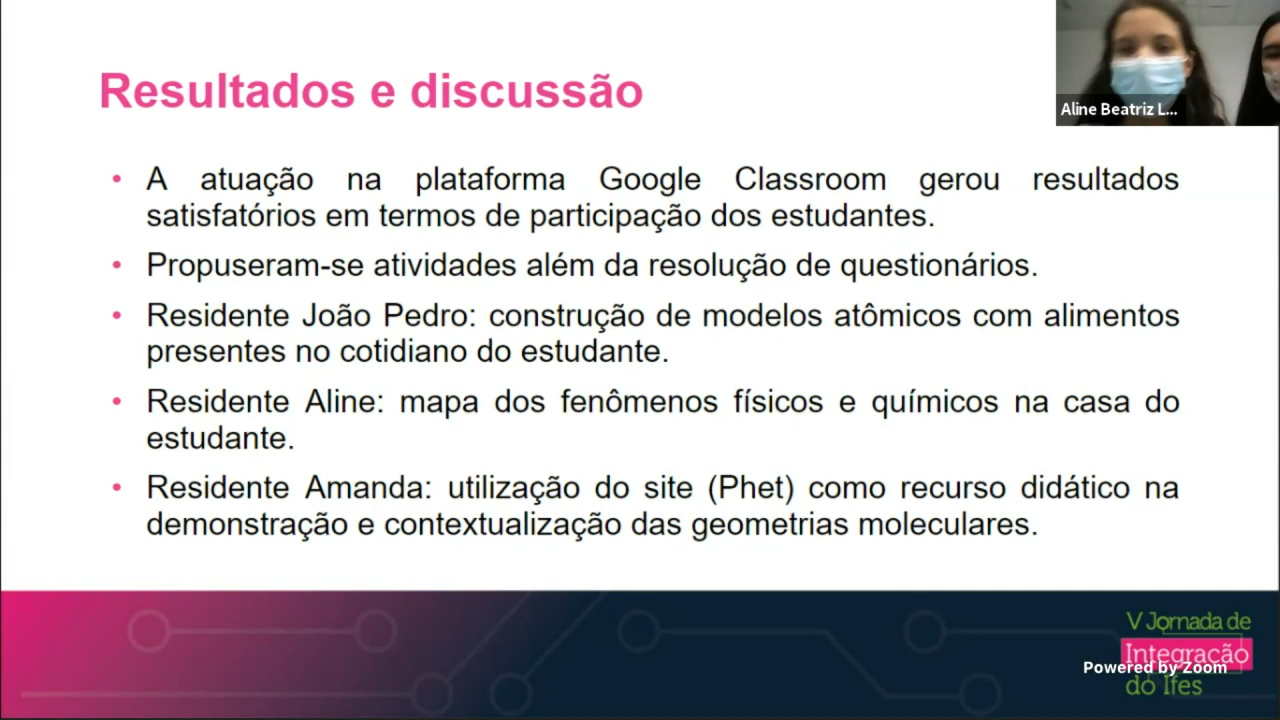 Resultados e discussão
Aline Beatriz L...
• A atuação na plataforma Google Classroom gerou resultados
satisfatórios em termos de participação dos estudantes.
• Propuseram-se atividades além da resolução de questionários.
• Residente João Pedro: construção de modelos atômicos com alimentos
presentes no cotidiano do estudante.
• Residente Aline: mapa dos fenômenos físicos e químicos na casa do
estudante.
• Residente Amanda: utilização do site (Phet) como recurso didático na
demonstração e contextualização das geometrias moleculares.
V Jornada de
Integração
Powered by Zoom
do Ifes